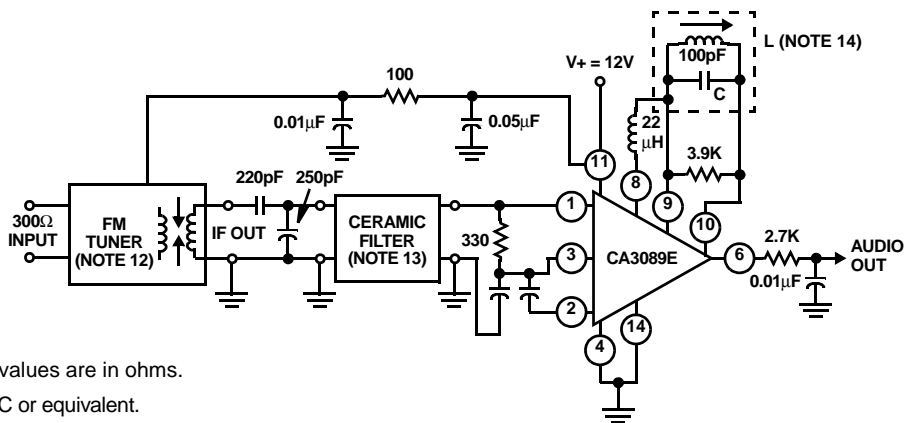 L (NOTE 14)
100pF
C
V+ = 12V
100
0.01µF
0.05µF
22
µH
3.9K
11
8
9
10
220pF
250pF
300Ω
INPUT
FM
TUNER
(NOTE 12)
IF OUT
CERAMIC
FILTER
(NOTE 13)
330
1
3
2
CA3089E
6
2.7K
0.01µF
AUDIO
OUT
4
14
values are in ohms.
C or equivalent.